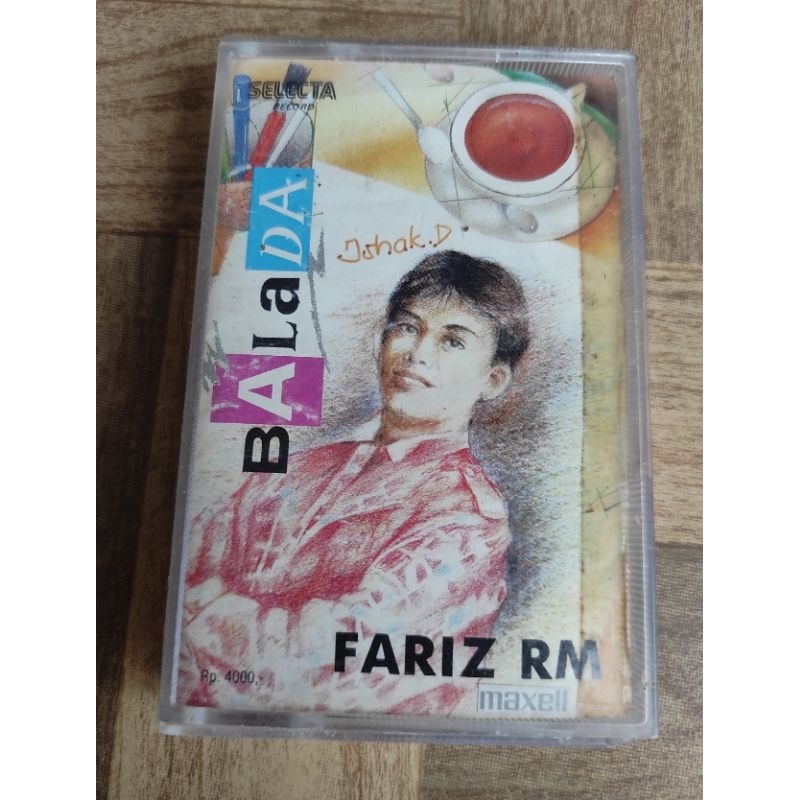 SELECTA
RECORD
BALaDA
Ishak.D
FARIZ RM
Rp. 4000,-
maxell